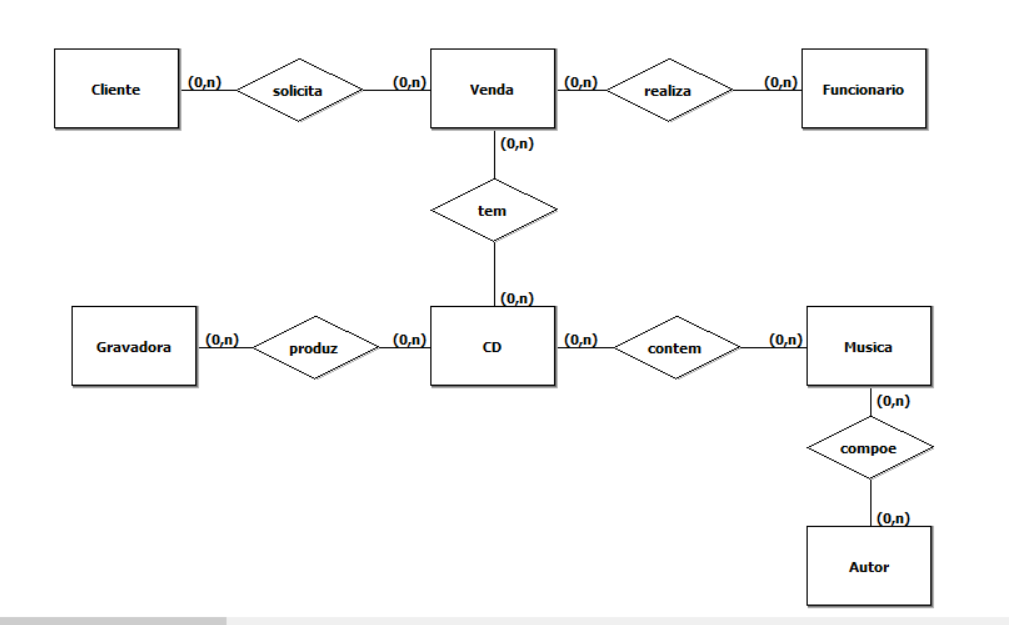 Cliente (0,n) solicita (0,n) Venda (0,n) realiza (0,n) Funcionario
(0,n)
tem
(0,n)
Gravadora (0,n) produz (0,n) CD (0,n) contem (0,n) Musica
(0,n)
compoe
(0,n)
Autor